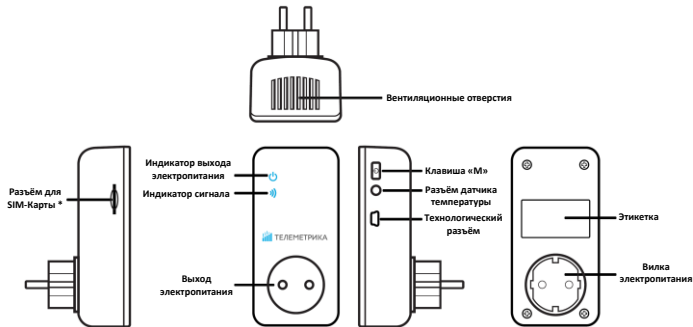 Вентиляционные отверстия
Разъём для
SIM-Карты *
Индикатор выхода
электропитания
Индикатор сигнала
ТЕЛЕМЕТРИКА
Выход
электропитания
Клавиша «М»
Разъём датчика
температуры
Технологический
разъём
Этикетка
Вилка
электропитания